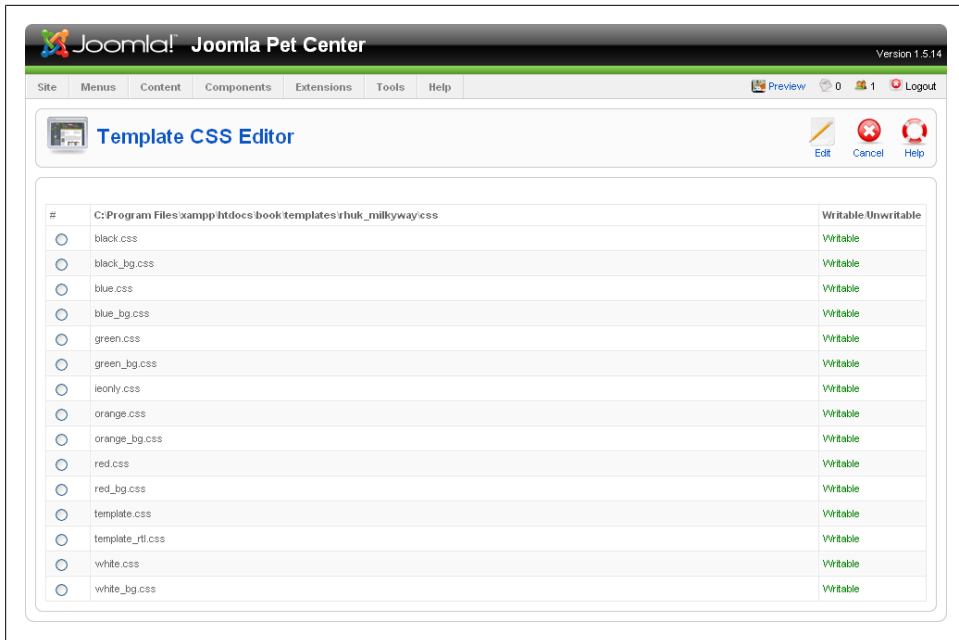 Joomla! Joomla Pet Center
Version 1.5.14
Site Menus Content Components Extensions Tools Help Preview 0 1 Logout
Template CSS Editor
Edit Cancel Help
# C:\Program Files\xampp\htdocs\book\templates\rhuk_milkyway\css Writable/Unwritable
black.css Writable
black_bg.css Writable
blue.css Writable
blue_bg.css Writable
green.css Writable
green_bg.css Writable
ieonly.css Writable
orange.css Writable
orange_bg.css Writable
red.css Writable
red_bg.css Writable
template.css Writable
template_rtl.css Writable
white.css Writable
white_bg.css Writable